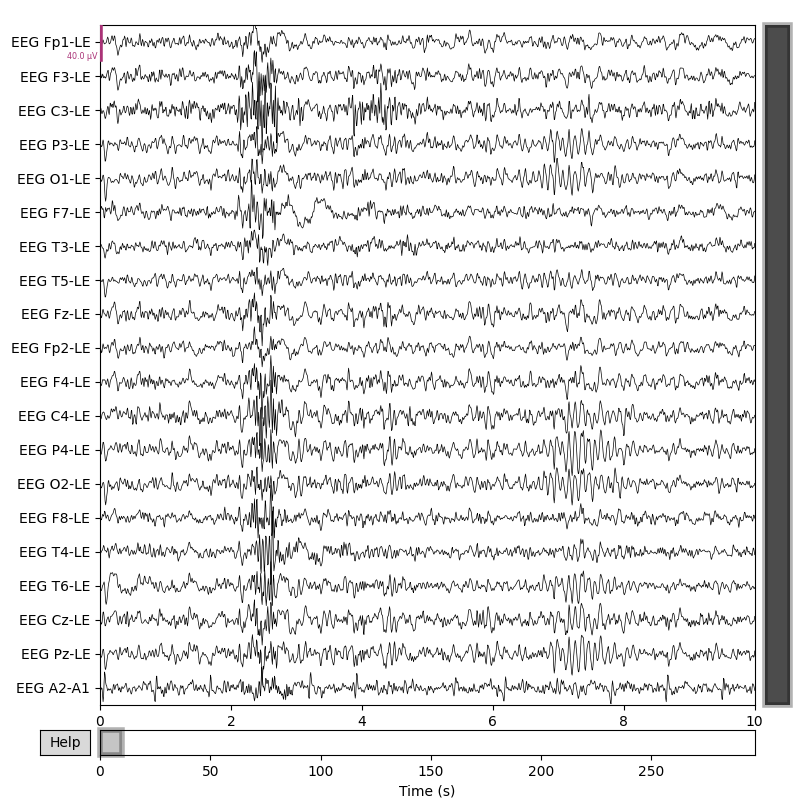 EEG Fp1-LE
40.0 µV
EEG F3-LE
EEG C3-LE
EEG P3-LE
EEG O1-LE
EEG F7-LE
EEG T3-LE
EEG T5-LE
EEG Fz-LE
EEG Fp2-LE
EEG F4-LE
EEG C4-LE
EEG P4-LE
EEG O2-LE
EEG F8-LE
EEG T4-LE
EEG T6-LE
EEG Cz-LE
EEG Pz-LE
EEG A2-A1
0 2 4 6 8 10
Help
0 50 100 150 200 250
Time (s)